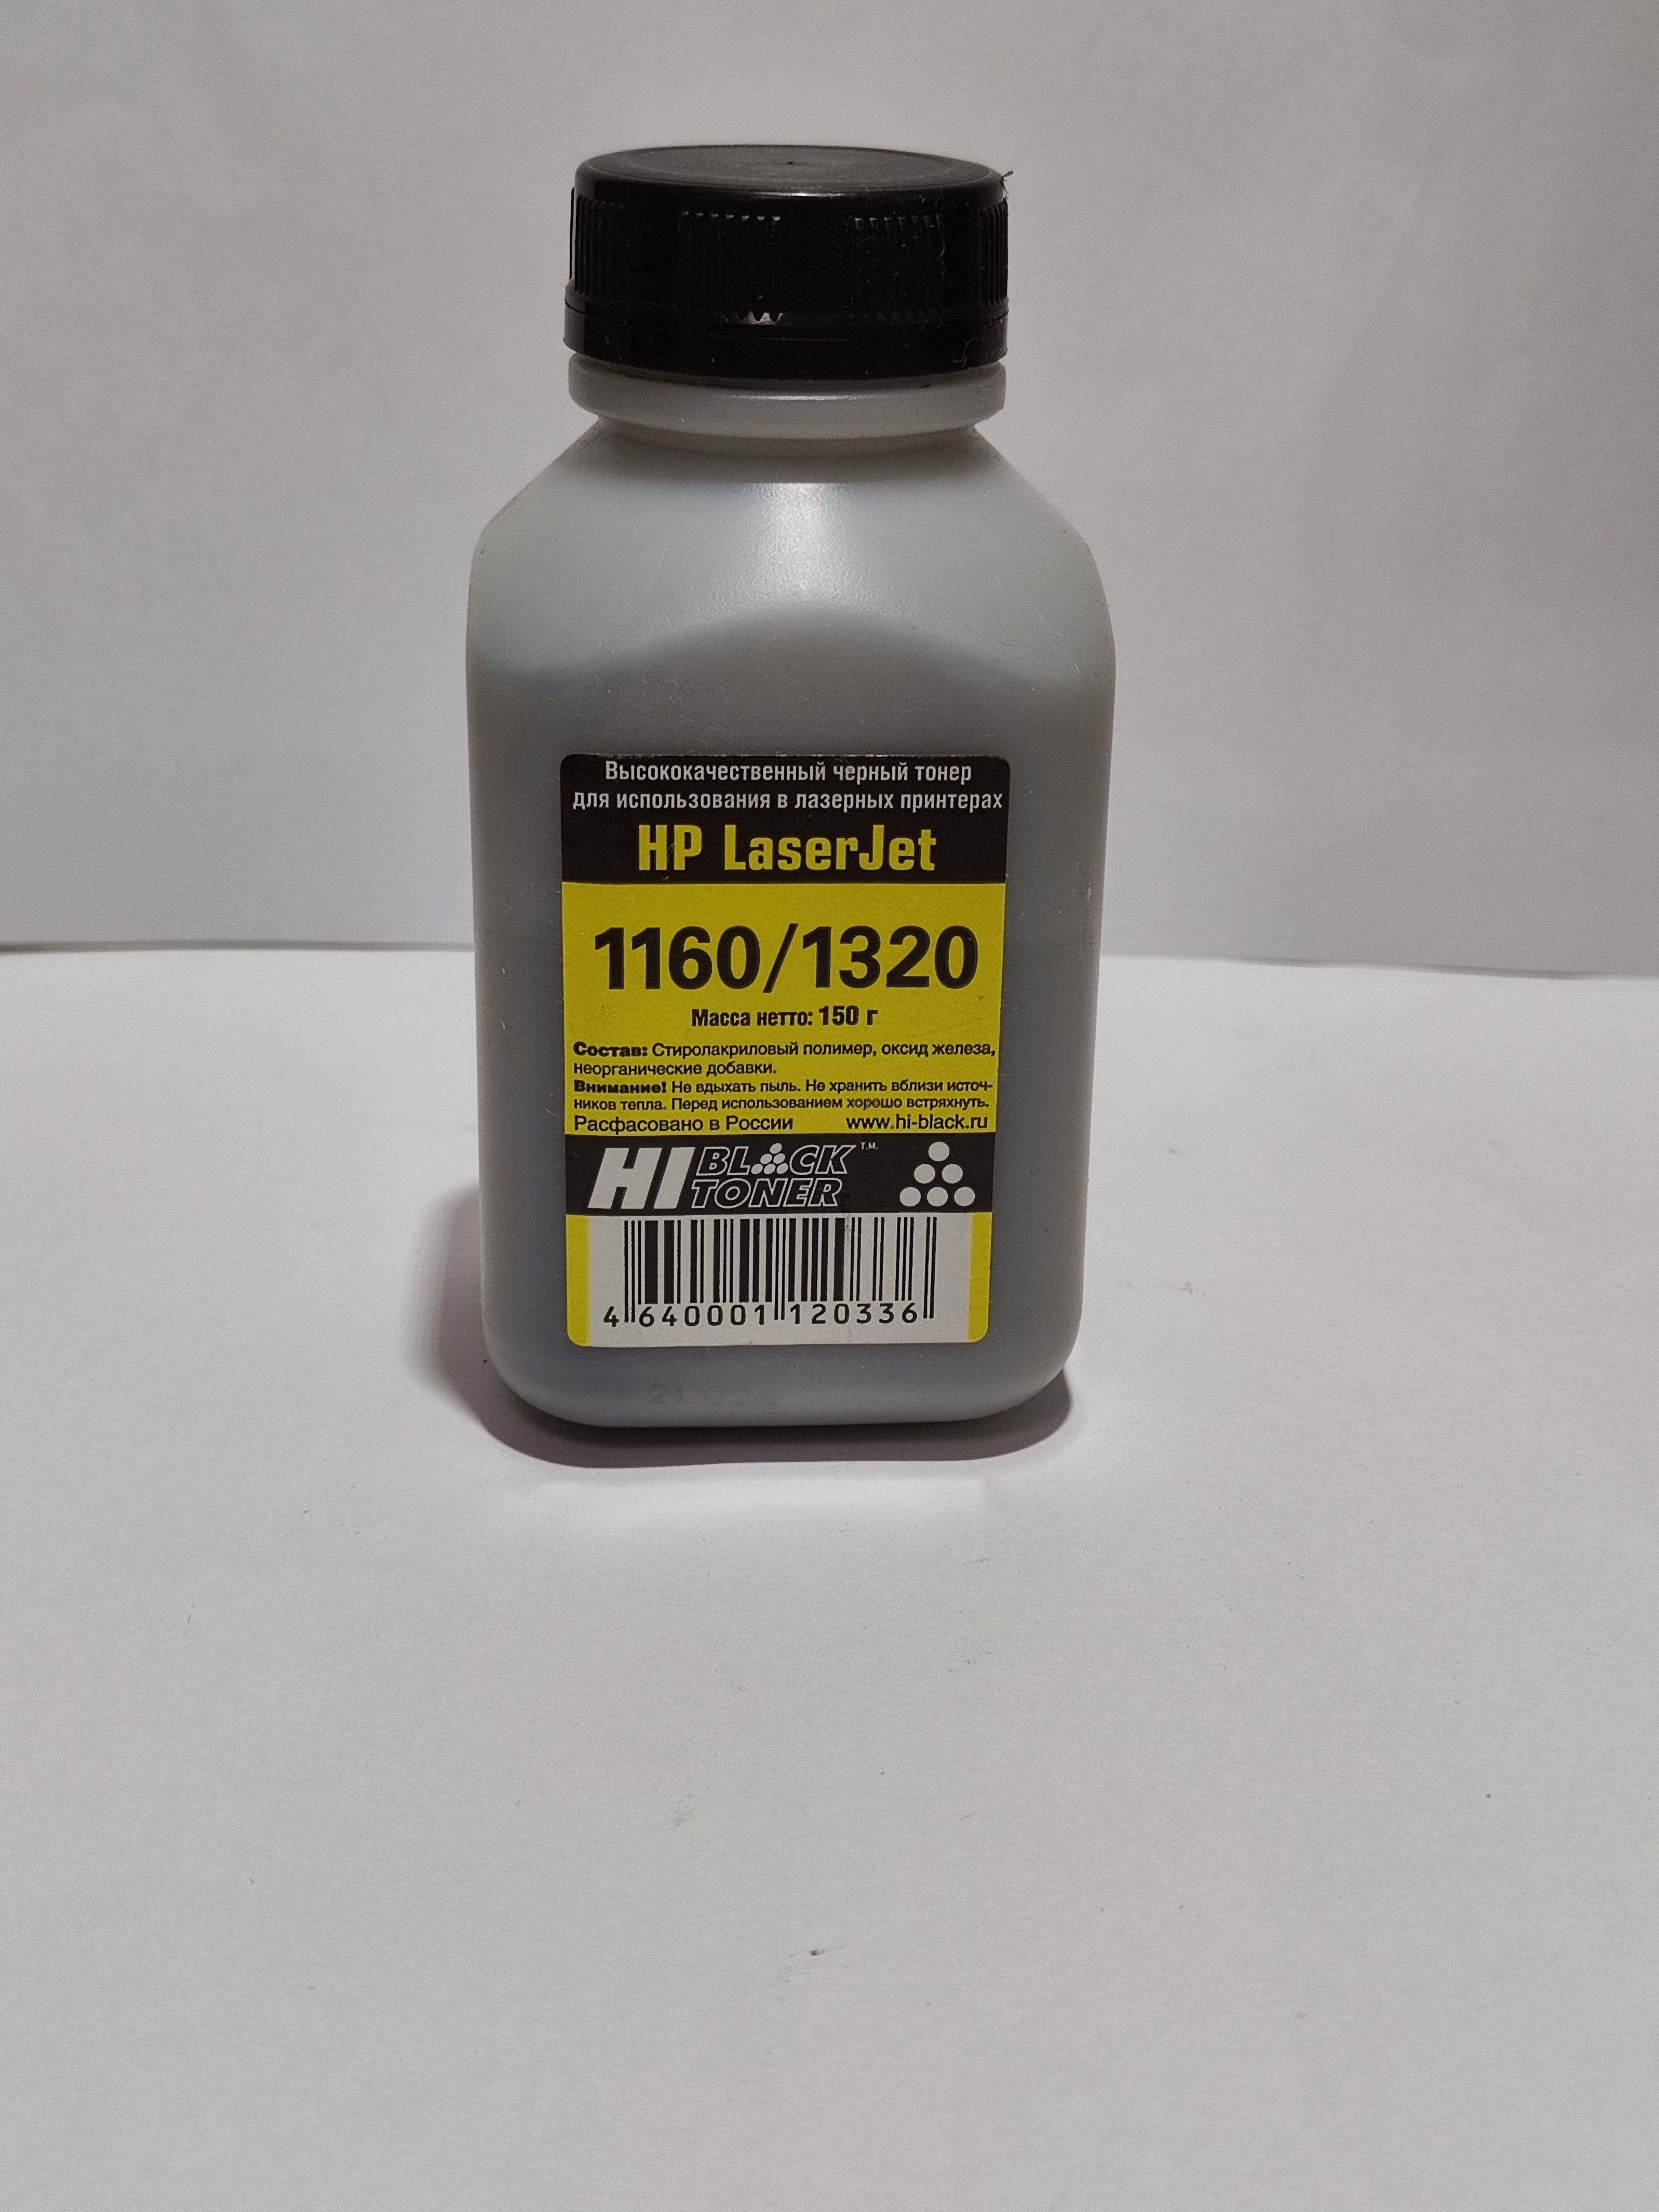 Высококачественный черный тонер
для использования в лазерных принтерах
HP LaserJet
1160/1320
Масса нетто: 150 г
Состав: Стиролакриловый полимер, оксид железа,
неорганические добавки.
Внимание! Не вдыхать пыль. Не хранить вблизи источ-
ников тепла. Перед использованием хорошо встряхнуть.
Расфасовано в России www.hi-black.ru
HI BLACK T.M.
TONER
4 640001 120336